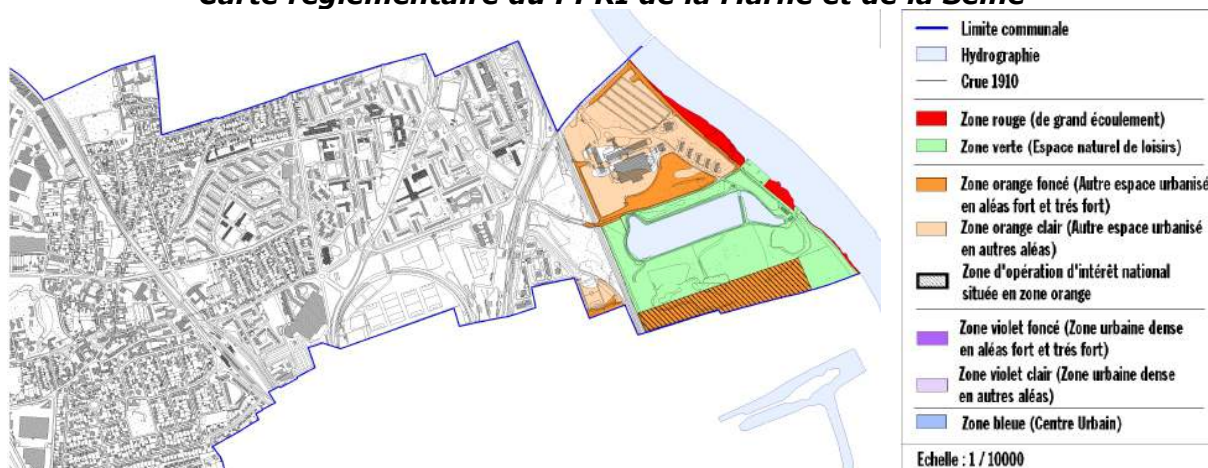 Carte réglementaire du PPRI de la Marne et de la Seine
Limite communale
Hydrographie
Crue 1910
Zone rouge (de grand écoulement)
Zone verte (Espace naturel de loisirs)
Zone orange foncé (Autre espace urbanisé
en aléas fort et trés fort)
Zone orange clair (Autre espace urbanisé
en autres aléas)
Zone d'opération d'intérêt national
située en zone orange
Zone violet foncé (Zone urbaine dense
en aléas fort et trés fort)
Zone violet clair (Zone urbaine dense
en autres aléas)
Zone bleue (Centre Urbain)
Echelle : 1 / 10000